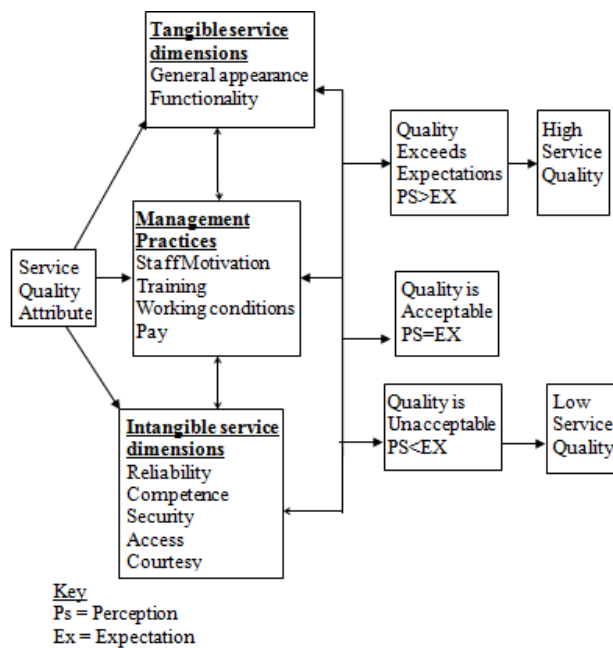 Tangible service
dimensions
General appearance
Functionality
Service
Quality
Attribute
Management
Practices
Staff Motivation
Training
Working conditions
Pay
Intangible service
dimensions
Reliability
Competence
Security
Access
Courtesy
Quality
Exceeds
Expectations
PS>EX
High
Service
Quality
Quality is
Acceptable
PS=EX
Quality is
Unacceptable
PS<EX
Low
Service
Quality
Key
Ps = Perception
Ex = Expectation